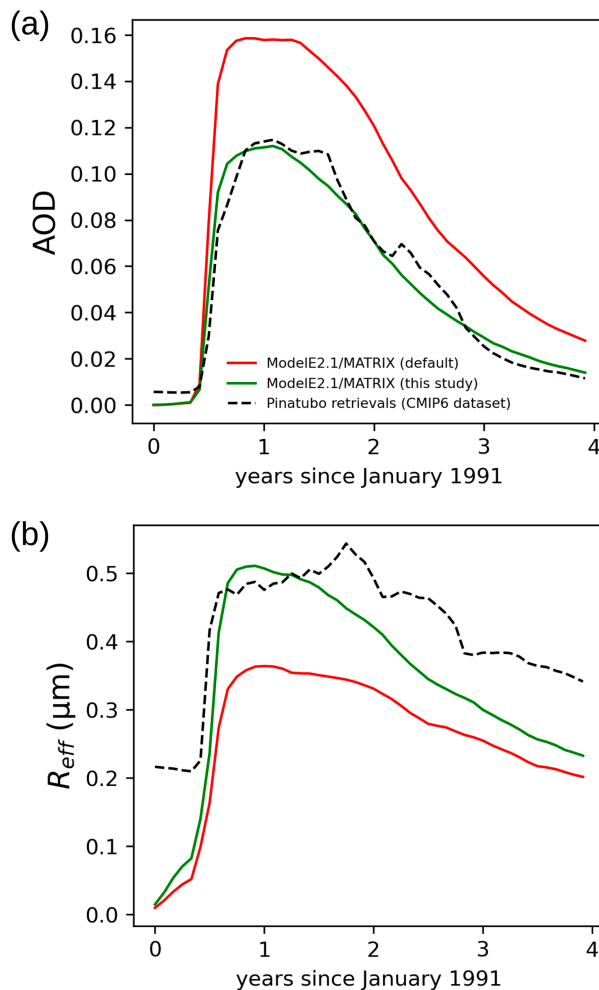 (a)
0.16
0.14
0.12
0.10
0.08
0.06
0.04
0.02
0.00
AOD
ModelE2.1/MATRIX (default)
ModelE2.1/MATRIX (this study)
Pinatubo retrievals (CMIP6 dataset)
0 1 2 3 4
years since January 1991
(b)
0.5
0.4
0.3
0.2
0.1
0.0
Reff (μm)
0 1 2 3 4
years since January 1991